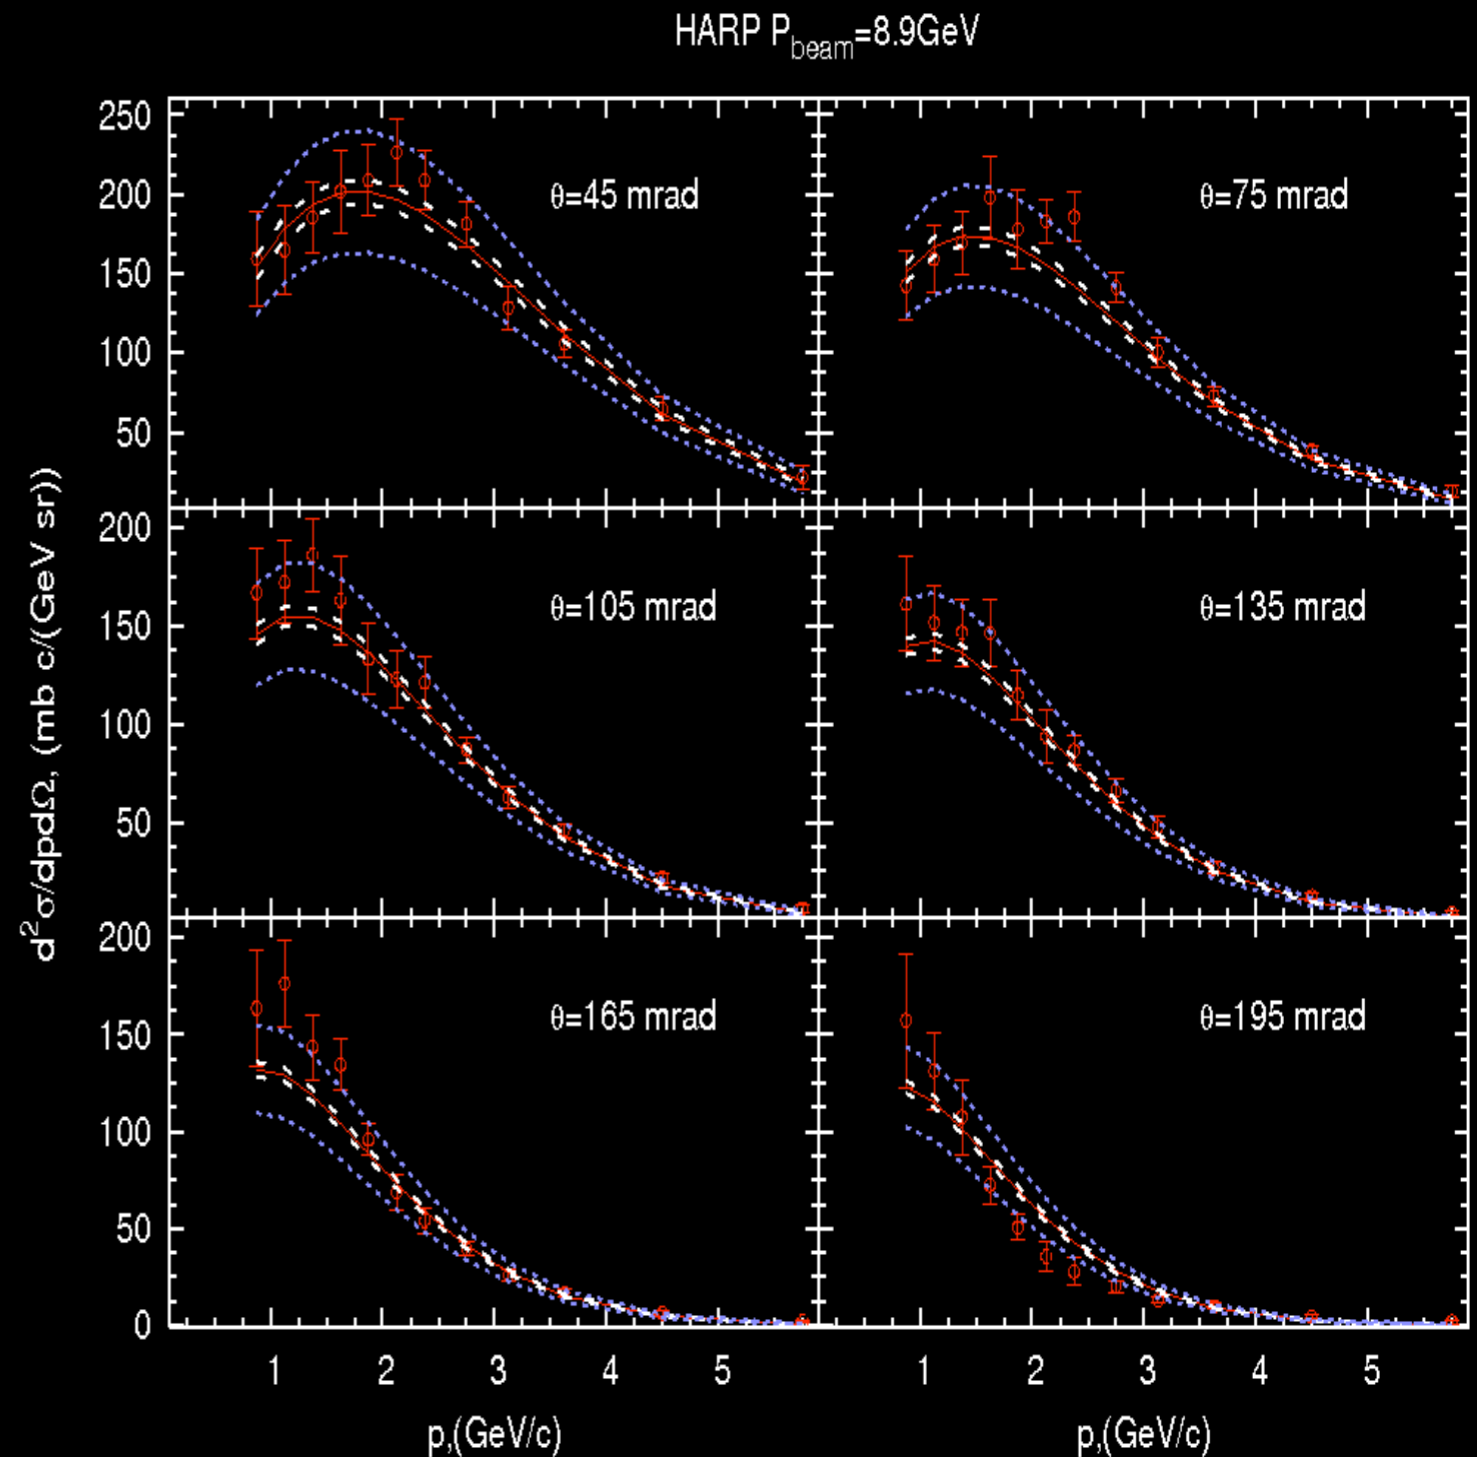 HARP P_beam=8.9GeV
d²σ/dpdΩ, (mb c/(GeV sr))
250
200
150
100
50
θ=45 mrad
θ=75 mrad
200
150
100
50
θ=105 mrad
θ=135 mrad
200
150
100
50
0
θ=165 mrad
θ=195 mrad
1 2 3 4 5
1 2 3 4 5
p,(GeV/c)
p,(GeV/c)